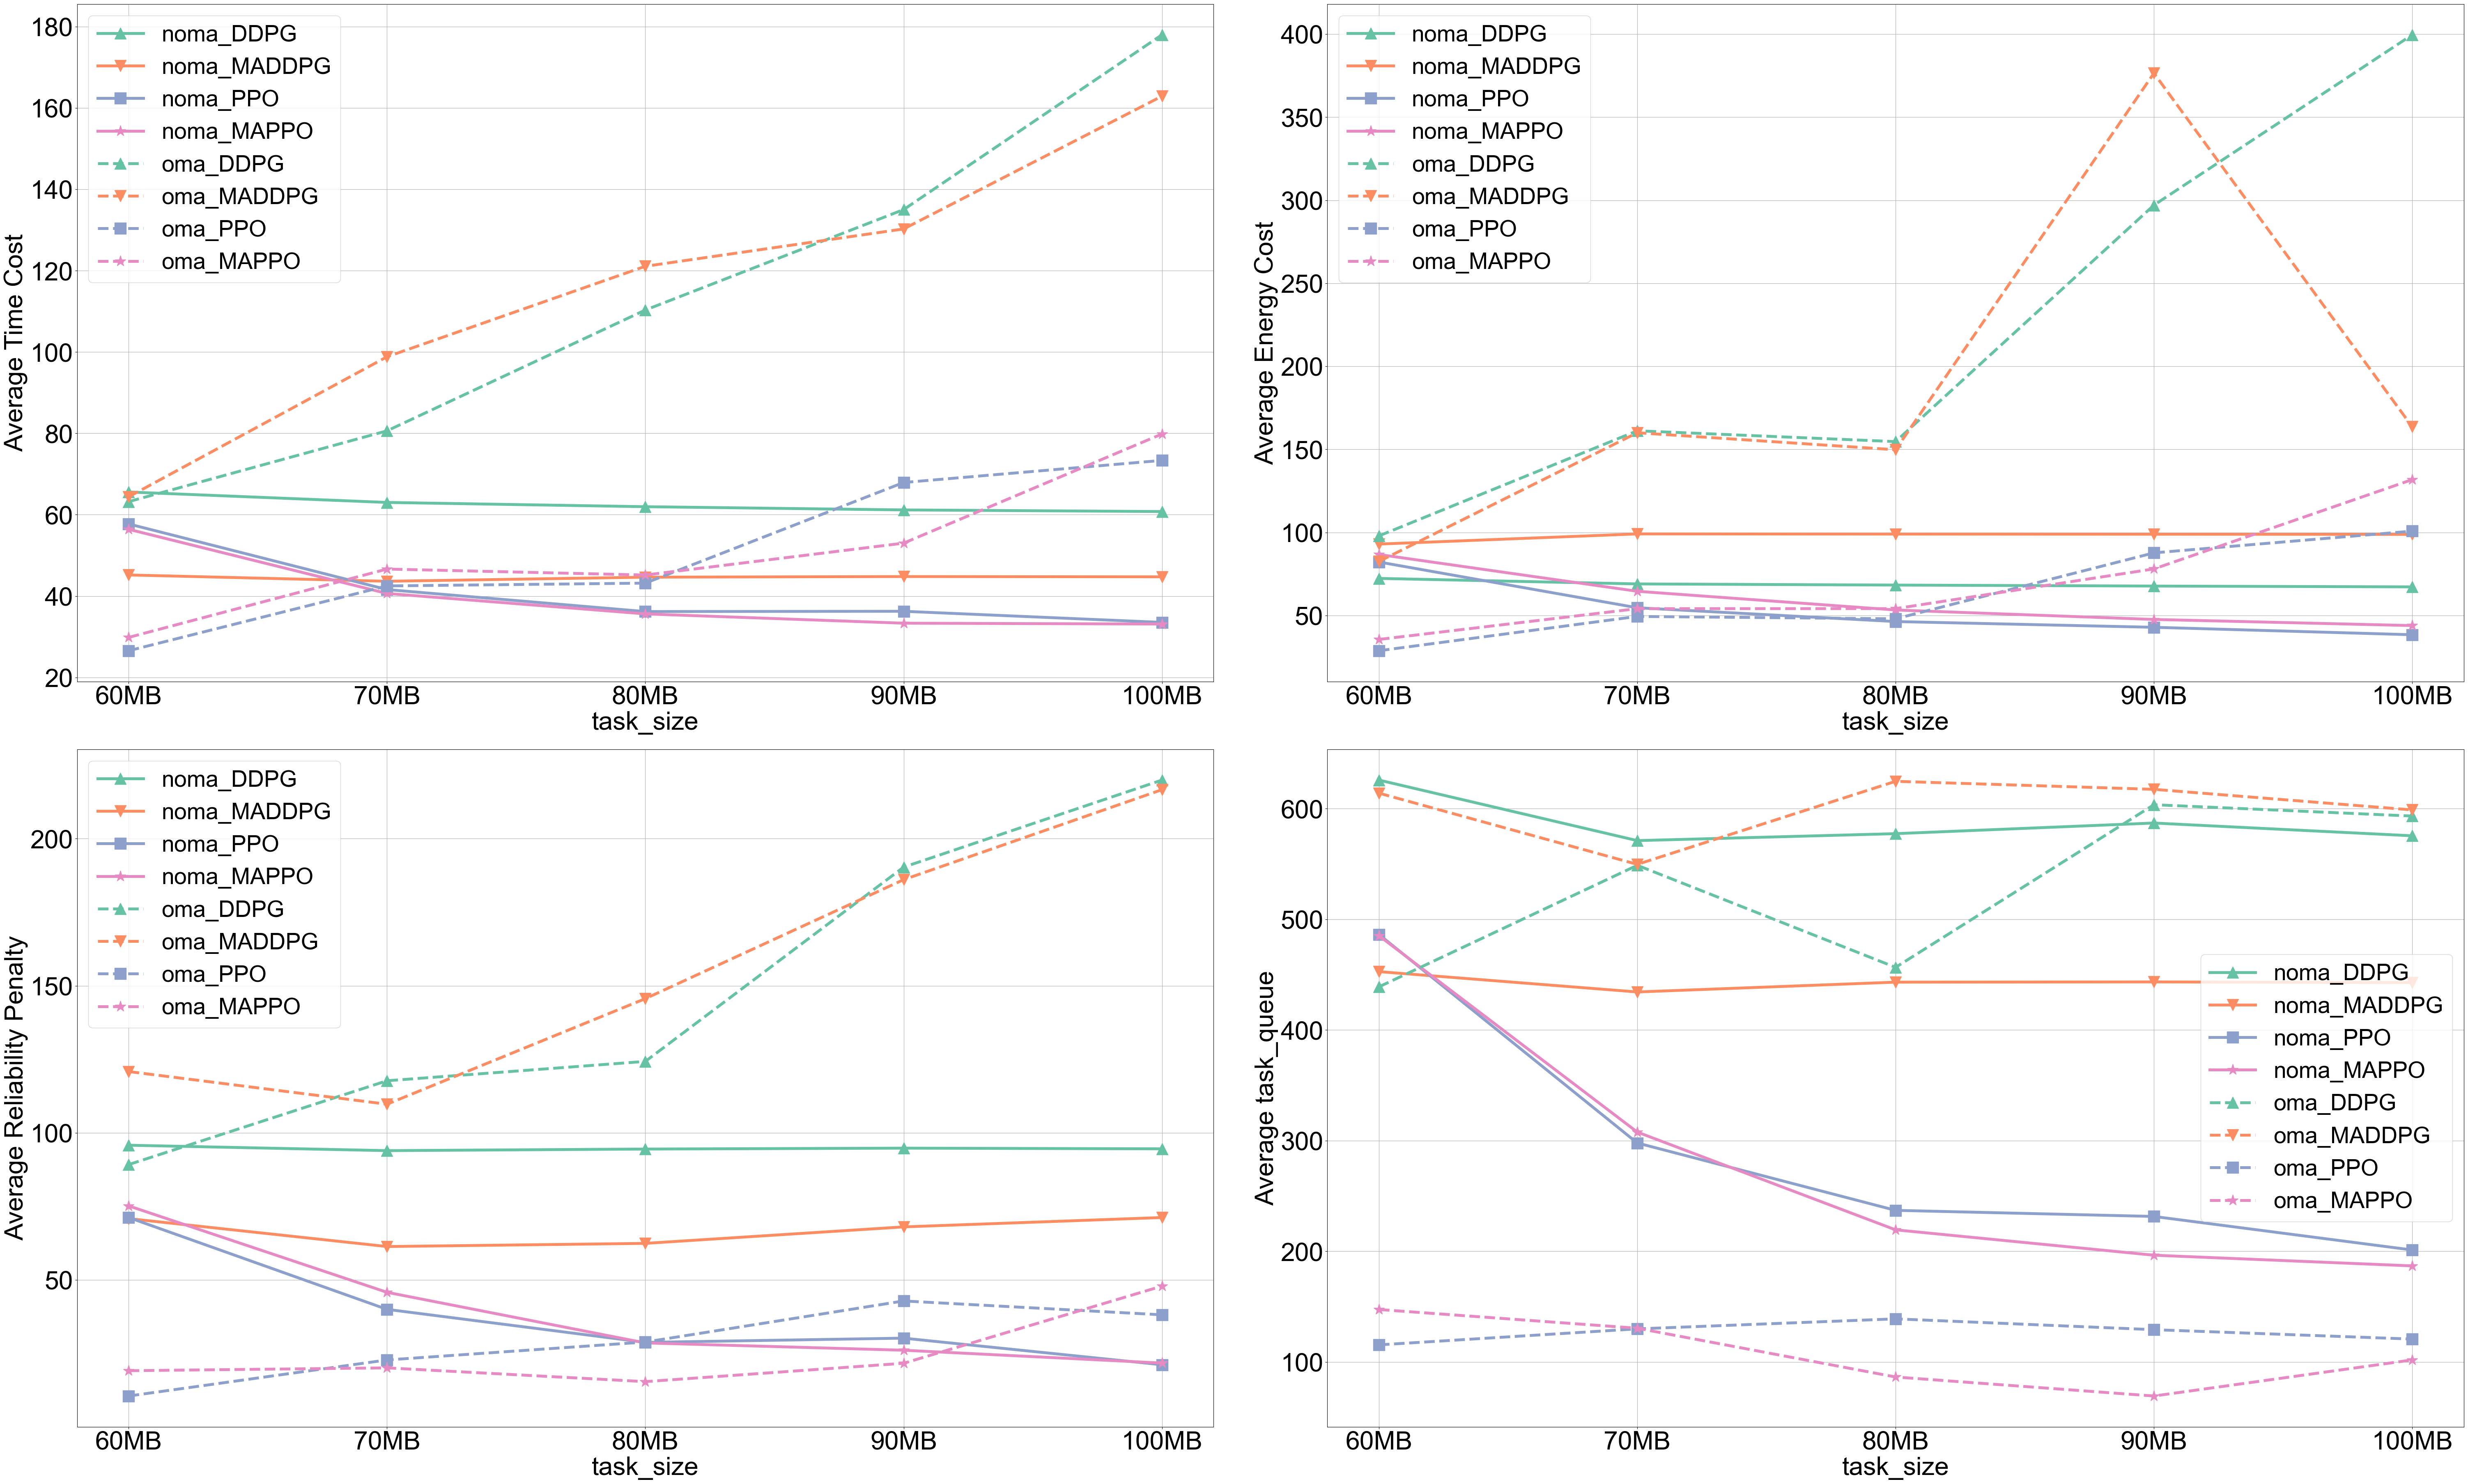 180
160
140
120
100
80
60
40
20
Average Time Cost
noma_DDPG
noma_MADDPG
noma_PPO
noma_MAPPO
oma_DDPG
oma_MADDPG
oma_PPO
oma_MAPPO
60MB 70MB 80MB 90MB 100MB
task_size
400
350
300
250
200
150
100
50
Average Energy Cost
noma_DDPG
noma_MADDPG
noma_PPO
noma_MAPPO
oma_DDPG
oma_MADDPG
oma_PPO
oma_MAPPO
60MB 70MB 80MB 90MB 100MB
task_size
200
150
100
50
Average Reliability Penalty
noma_DDPG
noma_MADDPG
noma_PPO
noma_MAPPO
oma_DDPG
oma_MADDPG
oma_PPO
oma_MAPPO
60MB 70MB 80MB 90MB 100MB
task_size
600
500
400
300
200
100
Average task_queue
noma_DDPG
noma_MADDPG
noma_PPO
noma_MAPPO
oma_DDPG
oma_MADDPG
oma_PPO
oma_MAPPO
60MB 70MB 80MB 90MB 100MB
task_size